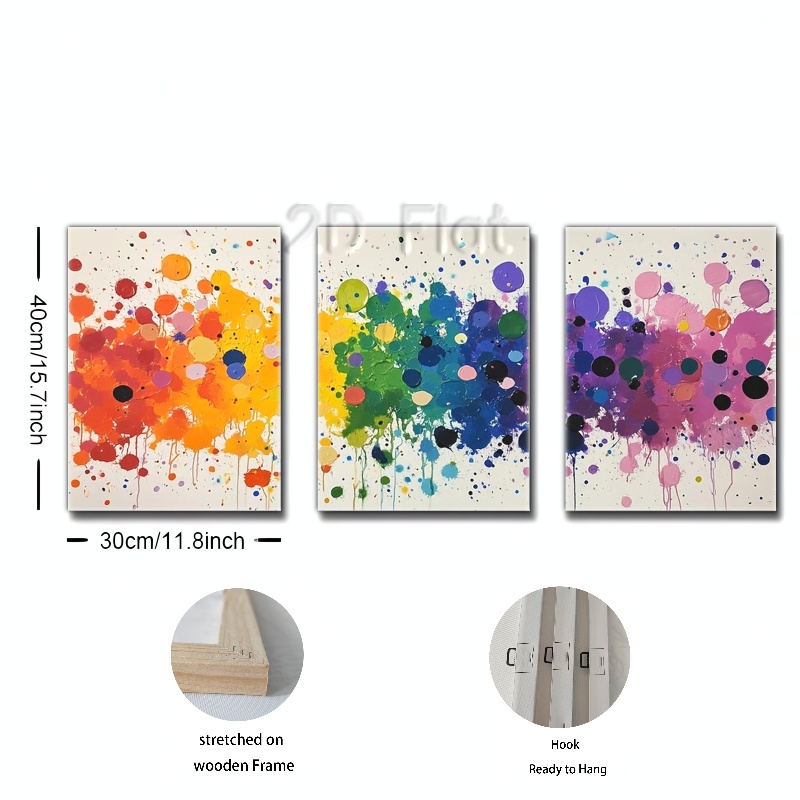 2D Flat
40cm/15.7inch
30cm/11.8inch
stretched on
wooden Frame
Hook
Ready to Hang